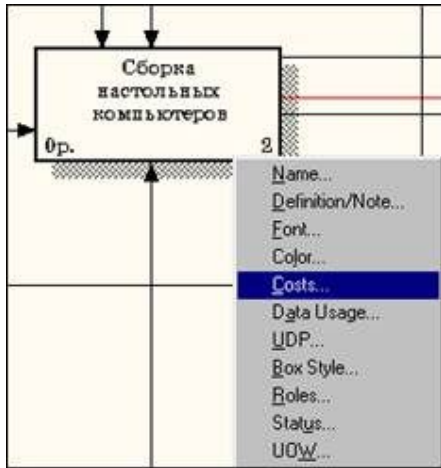 Сборка
настольных
компьютеров
0р. 2
Name...
Definition/Note...
Font...
Color...
Costs...
Data Usage...
UDP...
Box Style...
Roles...
Status...
UOW...